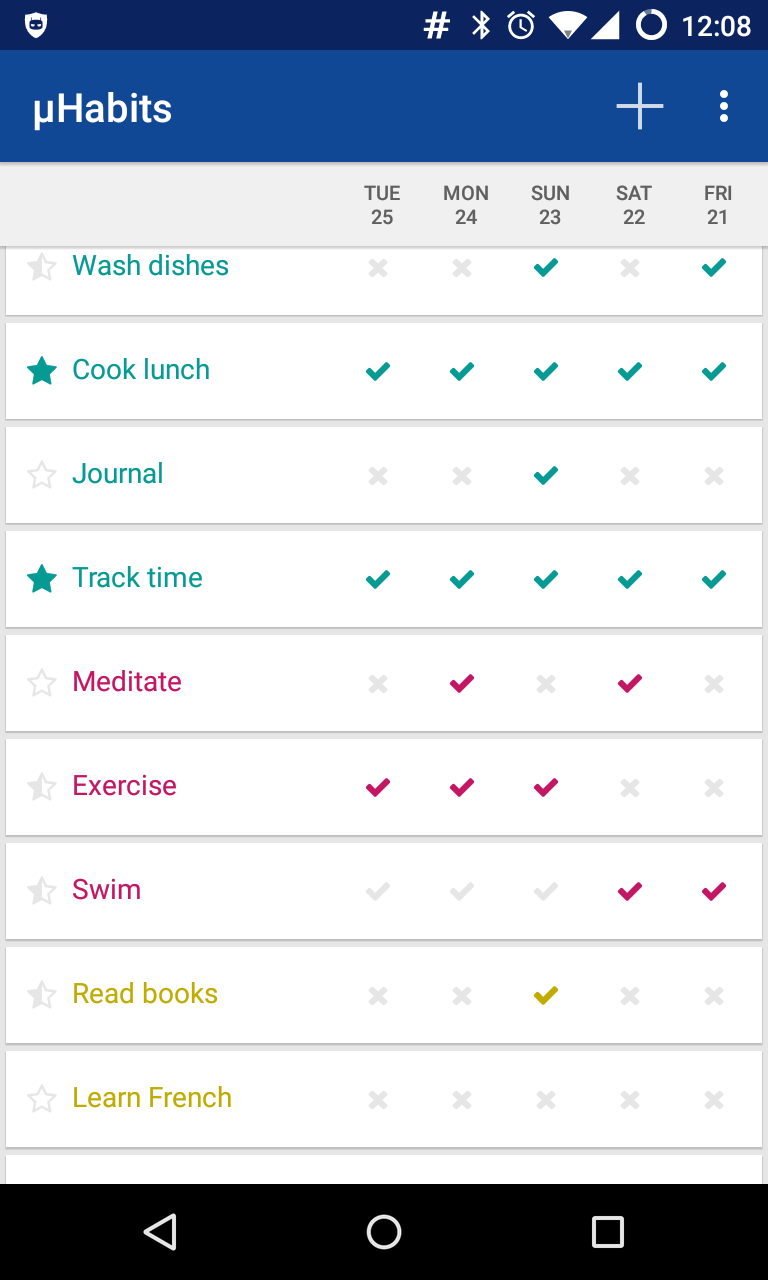 12:08
µHabits
TUE MON SUN SAT FRI
25 24 23 22 21
Wash dishes
Cook lunch
Journal
Track time
Meditate
Exercise
Swim
Read books
Learn French